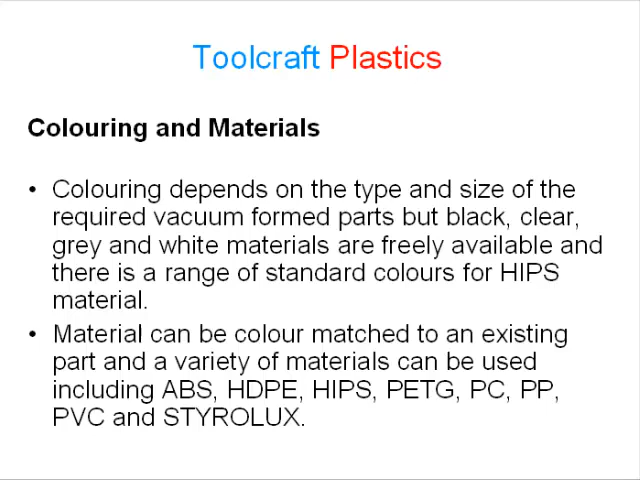 Toolcraft Plastics
Colouring and Materials
• Colouring depends on the type and size of the
required vacuum formed parts but black, clear,
grey and white materials are freely available and
there is a range of standard colours for HIPS
material.
• Material can be colour matched to an existing
part and a variety of materials can be used
including ABS, HDPE, HIPS, PETG, PC, PP,
PVC and STYROLUX.